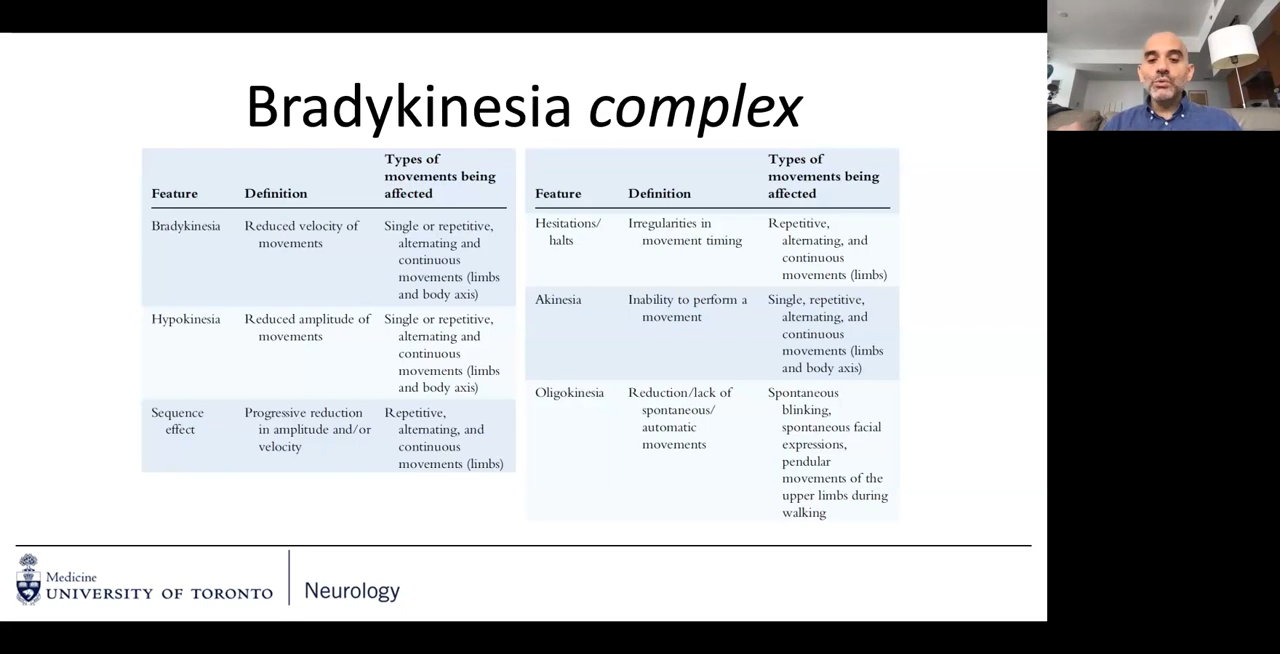 Bradykinesia complex
Types of
movements being
Feature Definition affected
Bradykinesia Reduced velocity of Single or repetitive,
movements alternating and
continuous
movements (limbs
and body axis)
Hypokinesia Reduced amplitude of Single or repetitive,
movements alternating and
continuous
movements (limbs
and body axis)
Sequence Progressive reduction Repetitive,
effect in amplitude and/or alternating, and
velocity continuous
movements (limbs)
Types of
movements being
Feature Definition affected
Hesitations/ Irregularities in Repetitive,
halts movement timing alternating, and
continuous
movements (limbs)
Akinesia Inability to perform a Single, repetitive,
movement alternating, and
continuous
movements (limbs
and body axis)
Oligokinesia Reduction/lack of Spontaneous
spontaneous/ blinking,
automatic spontaneous facial
movements expressions,
pendular
movements of the
upper limbs during
walking
Medicine
UNIVERSITY OF TORONTO
Neurology